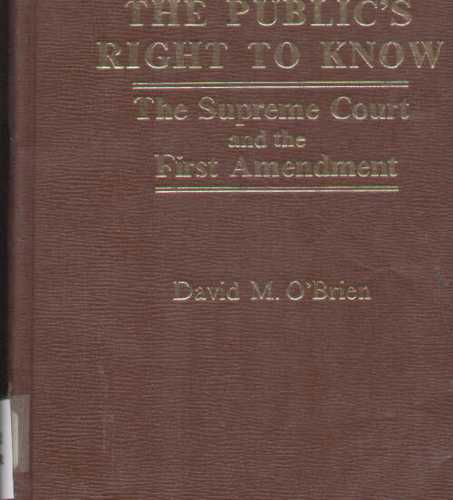 THE PUBLIC'S
RIGHT TO KNOW
The Supreme Court
and the
First Amendment
David M. O'Brien